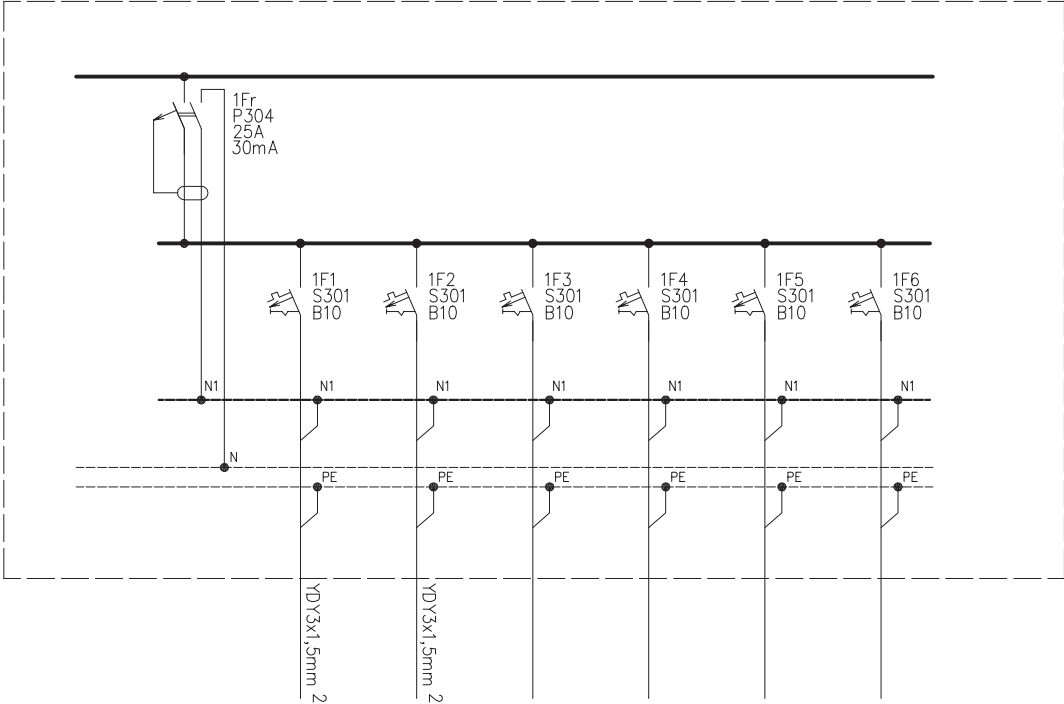 1Fr
P304
25A
30mA
1F1
S301
B10
1F2
S301
B10
1F3
S301
B10
1F4
S301
B10
1F5
S301
B10
1F6
S301
B10
N1
N1
N1
N1
N1
N1
N1
N
PE
PE
PE
PE
PE
PE
YDY3x1,5mm 2
YDY3x1,5mm 2